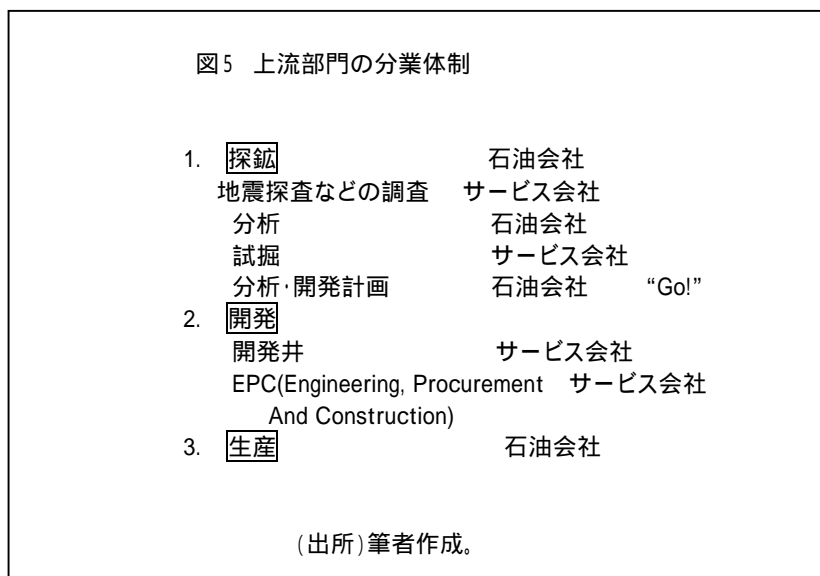 図5 上流部門の分業体制
1. 探鉱 石油会社
地震探査などの調査 サービス会社
分析 石油会社
試掘 サービス会社
分析・開発計画 石油会社 “Go!”
2. 開発
開発井 サービス会社
EPC(Engineering, Procurement サービス会社
And Construction)
3. 生産 石油会社
(出所)筆者作成。